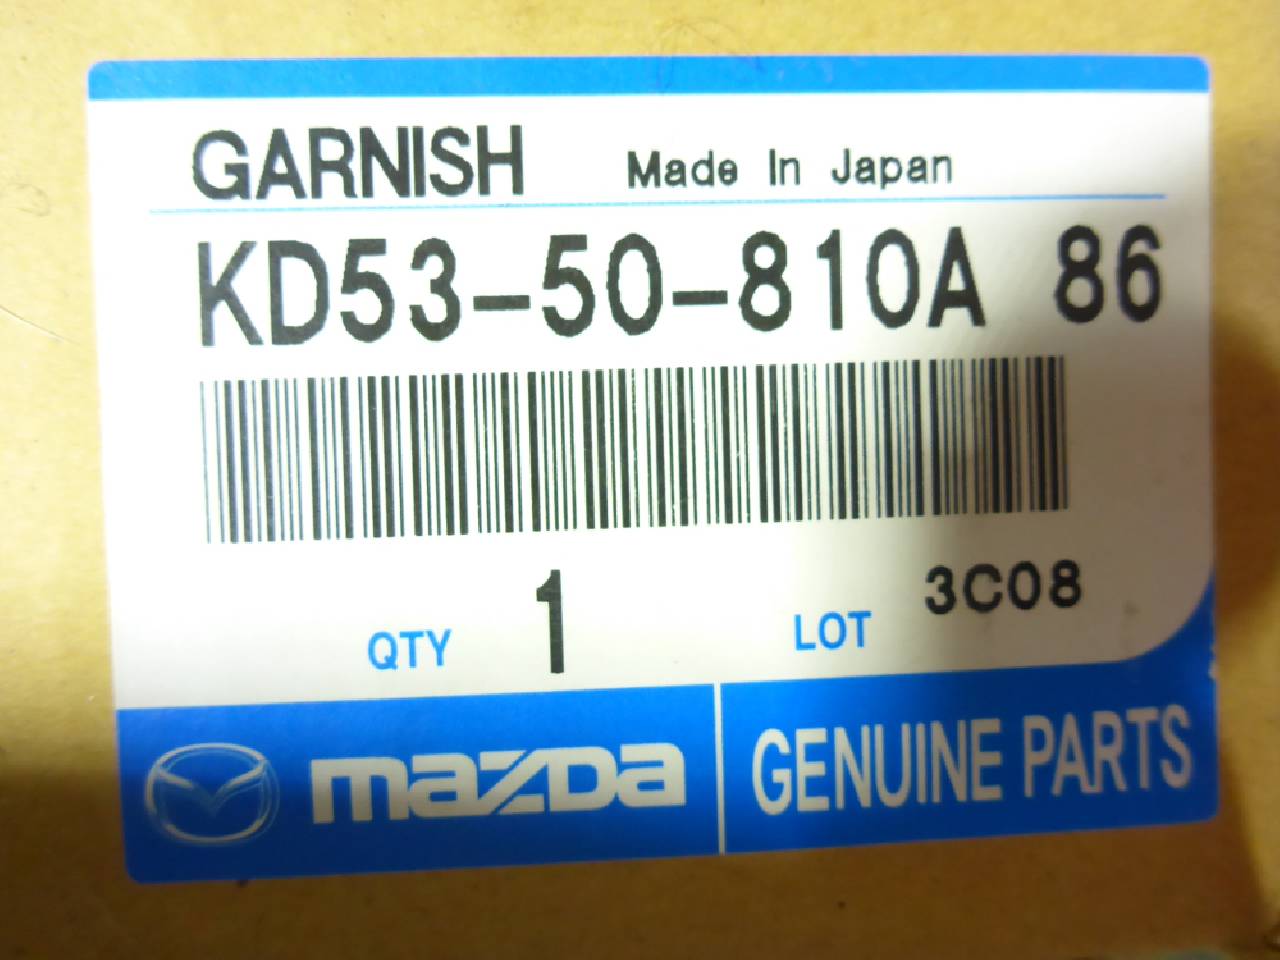 GARNISH Made In Japan
KD53-50-810A 86
QTY 1 LOT 3C08
mazda GENUINE PARTS